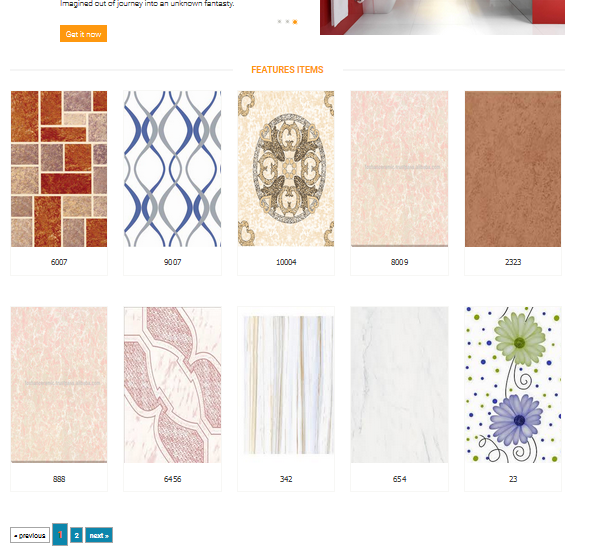 Imagined out of journey into an unknown fantasty.
Get it now
FEATURES ITEMS
6007
9007
10004
8009
2323
888
6456
342
654
23
« previous 1 2 next »